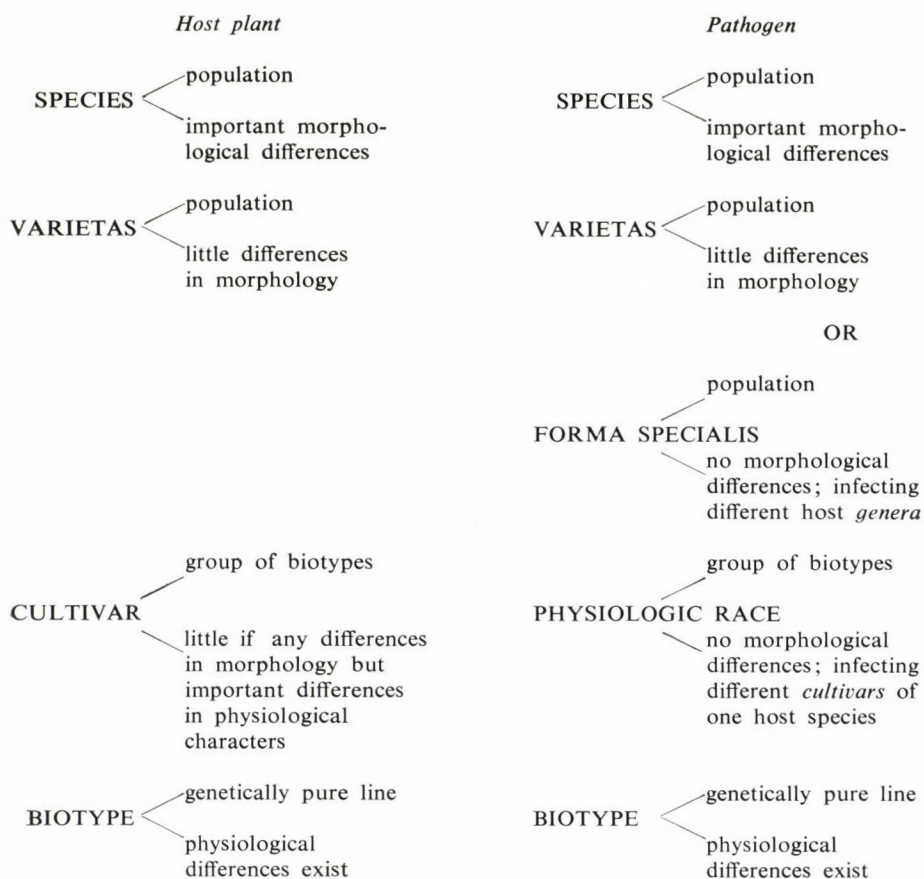 Host plant
Pathogen
population
SPECIES
important morpho-
logical differences
population
SPECIES
important morpho-
logical differences
population
VARIETAS
little differences
in morphology
population
VARIETAS
little differences
in morphology
OR
population
FORMA SPECIALIS
no morphological
differences; infecting
different host genera
group of biotypes
CULTIVAR
little if any differences
in morphology but
important differences
in physiological
characters
group of biotypes
PHYSIOLOGIC RACE
no morphological
differences; infecting
different cultivars of
one host species
genetically pure line
BIOTYPE
physiological
differences exist
genetically pure line
BIOTYPE
physiological
differences exist